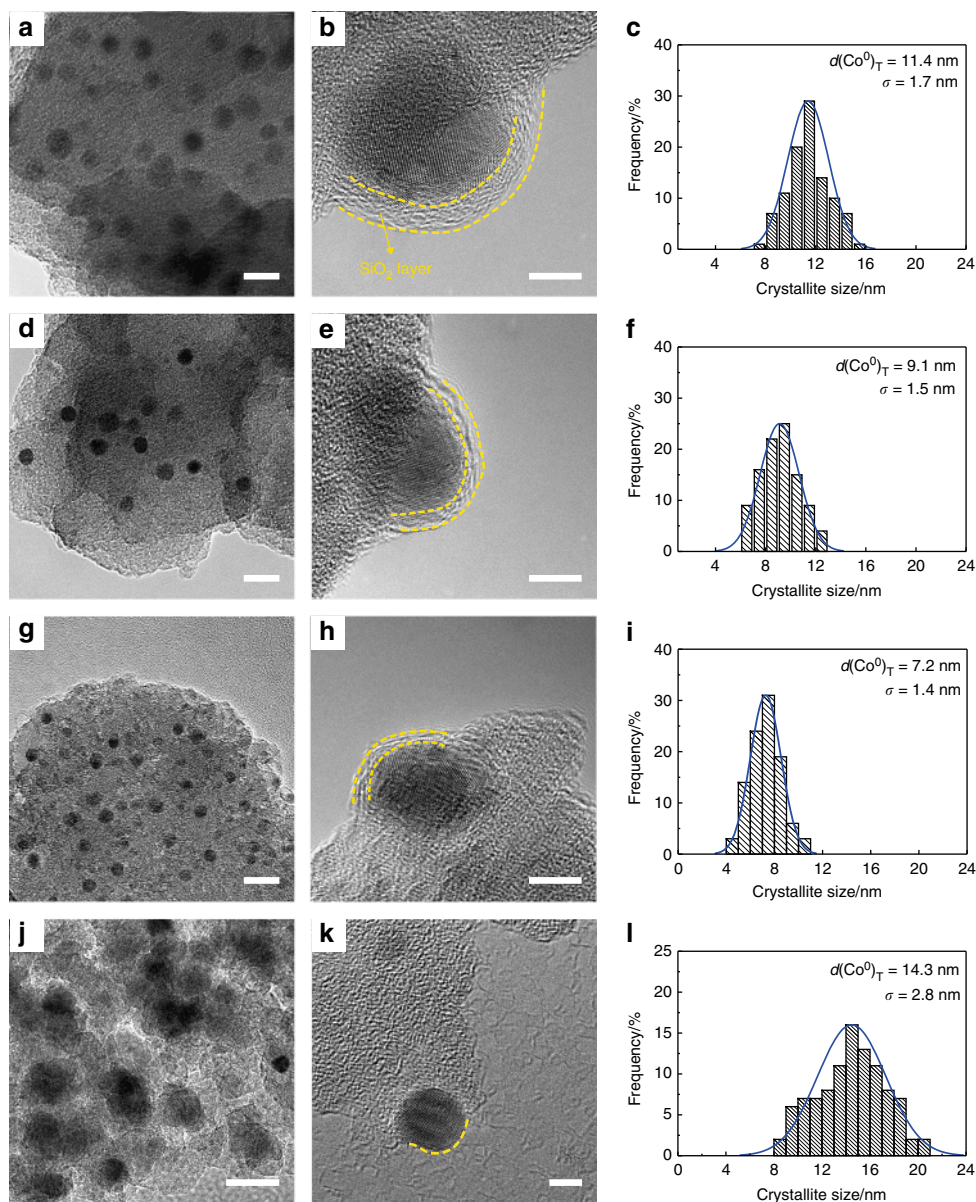 a
b
SiO₂ layer
c
40
30
20
10
0
Frequency/%
d(Co⁰)T = 11.4 nm
σ = 1.7 nm
4 8 12 16 20 24
Crystallite size/nm
d
e
f
40
30
20
10
0
Frequency/%
d(Co⁰)T = 9.1 nm
σ = 1.5 nm
4 8 12 16 20 24
Crystallite size/nm
g
h
i
40
30
20
10
0
Frequency/%
d(Co⁰)T = 7.2 nm
σ = 1.4 nm
0 4 8 12 16 20 24
Crystallite size/nm
j
k
l
25
20
15
10
5
0
Frequency/%
d(Co⁰)T = 14.3 nm
σ = 2.8 nm
0 4 8 12 16 20 24
Crystallite size/nm